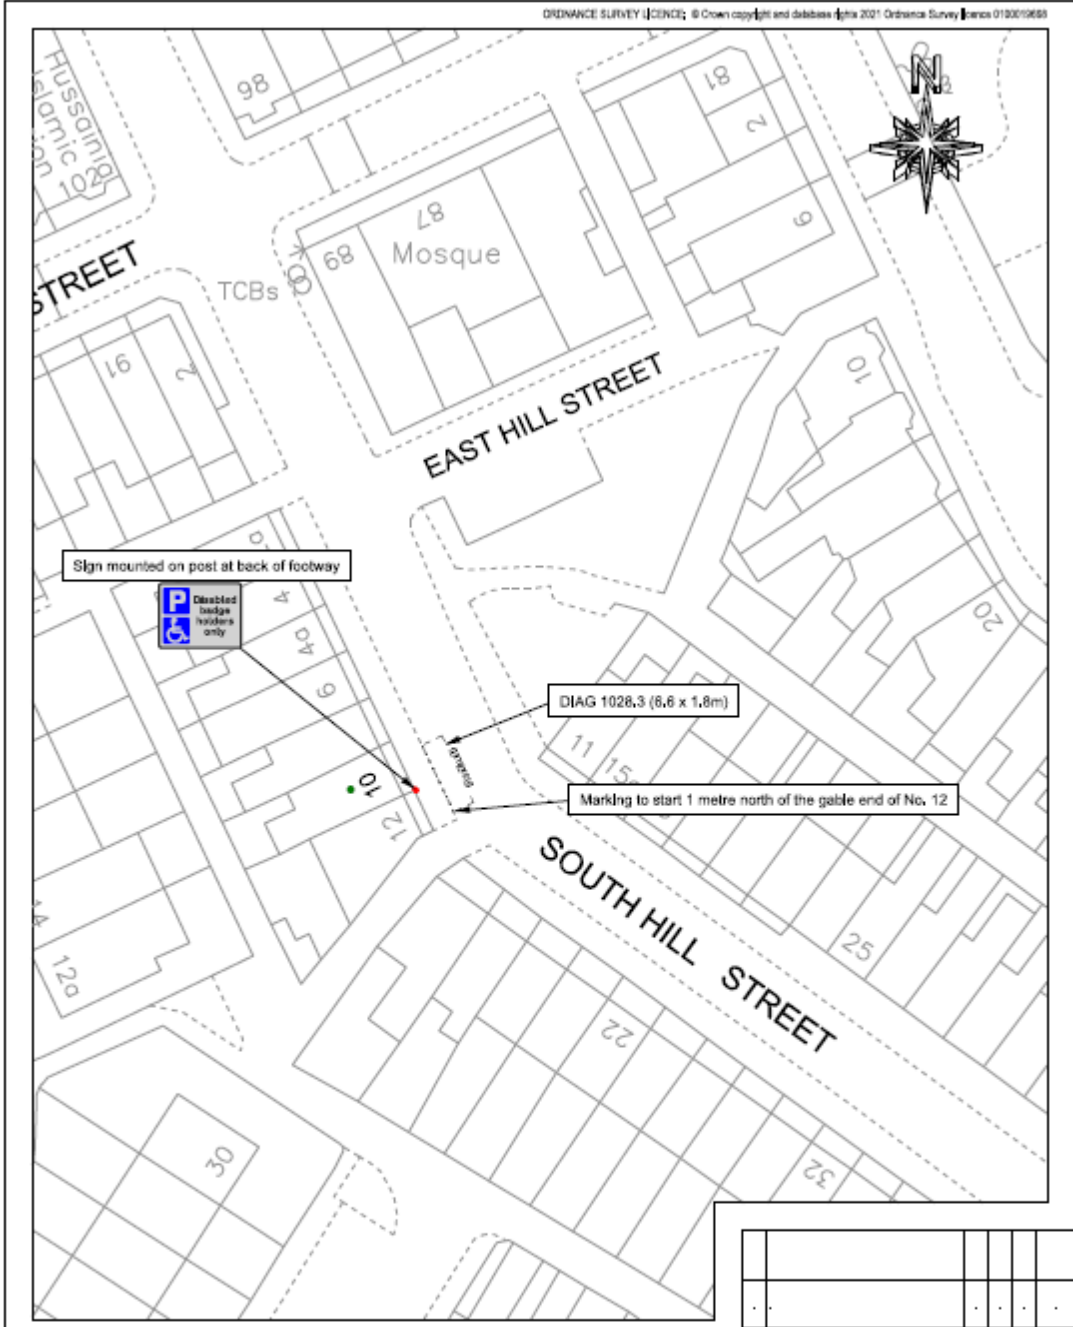 ORDNANCE SURVEY LICENCE; © Crown copyright and database rights 2021 Ordnance Survey licence 0100019698
N
Hussainia
Islamic
102
98
81
2
87
89
Mosque
6
TCBs
STREET
91
2
EAST HILL STREET
10
Sign mounted on post at back of footway
P Disabled
badge
holders
only
4
4a
6
20
DIAG 1028.3 (6.6 x 1.8m)
DISABLED
11
15a
10
Marking to start 1 metre north of the gable end of No. 12
12
SOUTH HILL STREET
25
12a
22
30
32